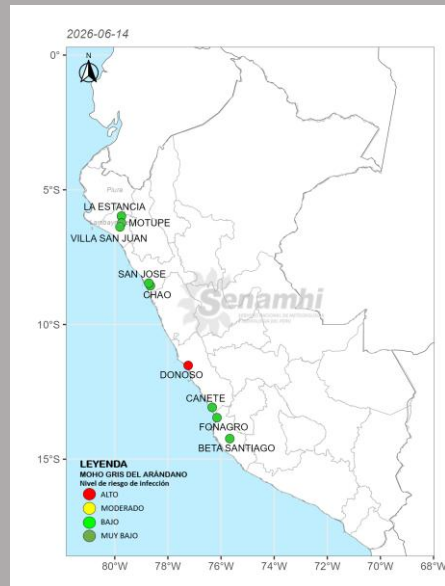 2026-06-14
N
0°
5°S
10°S
15°S
Piura
LA ESTANCIA
MOTUPE
VILLA SAN JUAN
SAN JOSE
CHAO
Senamhi
DONOSO
CANETE
FONAGRO
BETA SANTIAGO
LEYENDA
MOHO GRIS DEL ARÁNDANO
Nivel de riesgo de infección
ALTO
MODERADO
BAJO
MUY BAJO
80°W 78°W 76°W 74°W 72°W 70°W 68°W